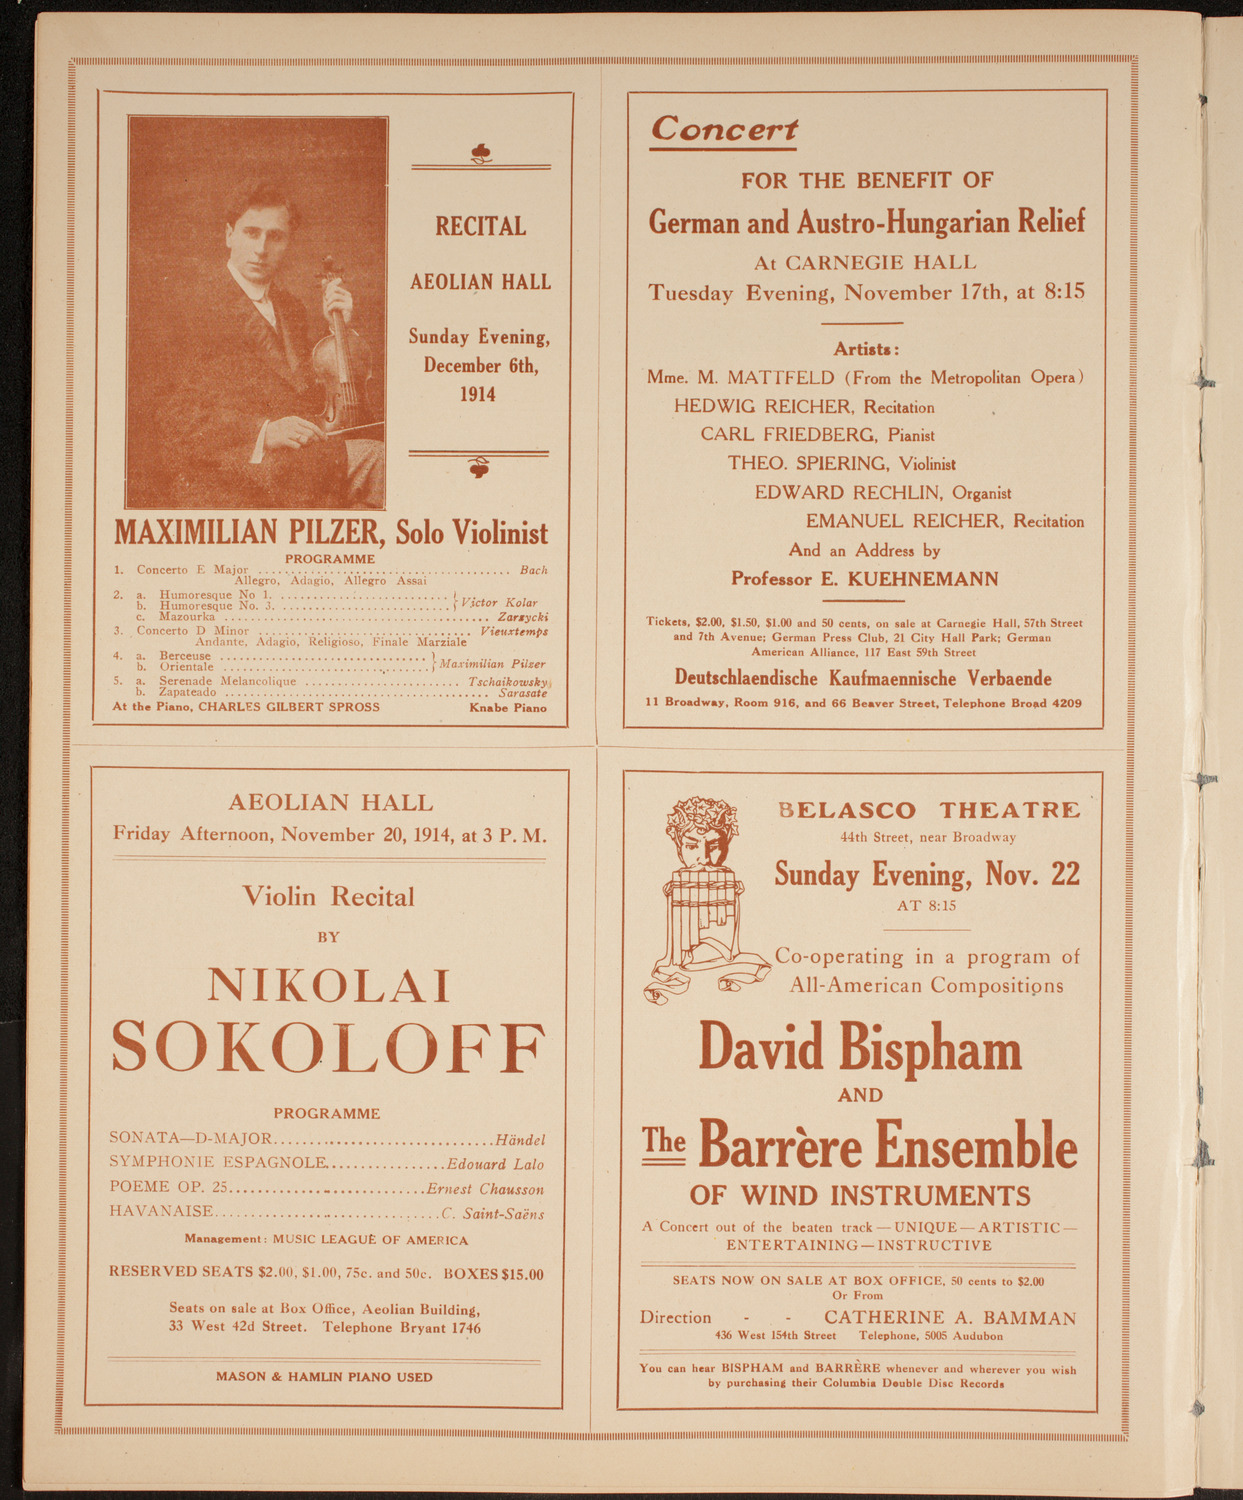 RECITAL
AEOLIAN HALL
Sunday Evening,
December 6th,
1914
MAXIMILIAN PILZER, Solo Violinist
PROGRAMME
1. Concerto E Major .................................... Bach
Allegro, Adagio, Allegro Assai
2. a. Humoresque No 1. ........................ }
b. Humoresque No. 3. ........................ } Victor Kolar
c. Mazourka ...................................... Zarzycki
3. Concerto D Minor ................................. Vieuxtemps
Andante, Adagio, Religioso, Finale Marziale
4. a. Berceuse .............................. }
b. Orientale .............................. } Maximilian Pilzer
5. a. Serenade Melancolique ...................... Tschaikowsky
b. Zapateado ...................................... Sarasate
At the Piano, CHARLES GILBERT SPROSS Knabe Piano
Concert
FOR THE BENEFIT OF
German and Austro-Hungarian Relief
At CARNEGIE HALL
Tuesday Evening, November 17th, at 8:15
Artists:
Mme. M. MATTFELD (From the Metropolitan Opera)
HEDWIG REICHER, Recitation
CARL FRIEDBERG, Pianist
THEO. SPIERING, Violinist
EDWARD RECHLIN, Organist
EMANUEL REICHER, Recitation
And an Address by
Professor E. KUEHNEMANN
Tickets, $2.00, $1.50, $1.00 and 50 cents, on sale at Carnegie Hall, 57th Street
and 7th Avenue; German Press Club, 21 City Hall Park; German
American Alliance, 117 East 59th Street
Deutschlaendische Kaufmaennische Verbaende
11 Broadway, Room 916, and 66 Beaver Street, Telephone Broad 4209
AEOLIAN HALL
Friday Afternoon, November 20, 1914, at 3 P. M.
Violin Recital
BY
NIKOLAI
SOKOLOFF
PROGRAMME
SONATA—D-MAJOR................................Händel
SYMPHONIE ESPAGNOLE.................Edouard Lalo
POEME OP. 25............................Ernest Chausson
HAVANAISE................................C. Saint-Saëns
Management: MUSIC LEAGUE OF AMERICA
RESERVED SEATS $2.00, $1.00, 75c. and 50c. BOXES $15.00
Seats on sale at Box Office, Aeolian Building,
33 West 42d Street. Telephone Bryant 1746
MASON & HAMLIN PIANO USED
BELASCO THEATRE
44th Street, near Broadway
Sunday Evening, Nov. 22
AT 8:15
Co-operating in a program of
All-American Compositions
David Bispham
AND
The Barrère Ensemble
OF WIND INSTRUMENTS
A Concert out of the beaten track—UNIQUE—ARTISTIC—
ENTERTAINING—INSTRUCTIVE
SEATS NOW ON SALE AT BOX OFFICE, 50 cents to $2.00
Or From
Direction - - CATHERINE A. BAMMAN
436 West 154th Street Telephone, 5005 Audubon
You can hear BISPHAM and BARRÈRE whenever and wherever you wish
by purchasing their Columbia Double Disc Records